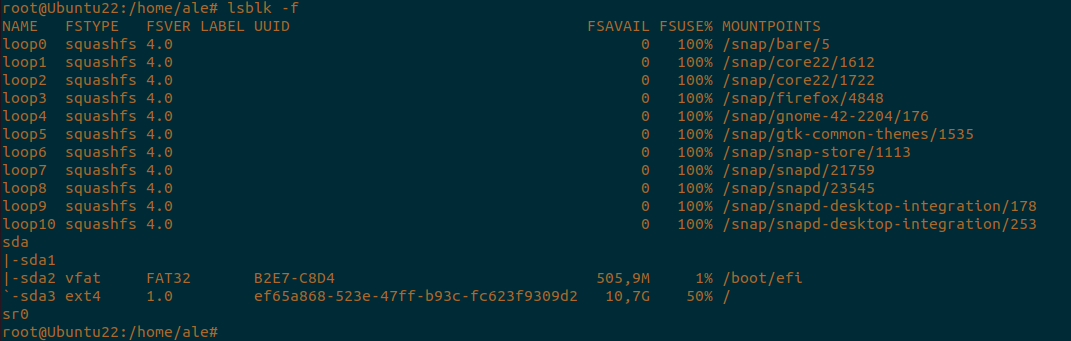 root@Ubuntu22:/home/ale# lsblk -f
NAME   FSTYPE   FSVER LABEL UUID                                 FSAVAIL FSUSE% MOUNTPOINTS
loop0  squashfs 4.0                                                    0   100% /snap/bare/5
loop1  squashfs 4.0                                                    0   100% /snap/core22/1612
loop2  squashfs 4.0                                                    0   100% /snap/core22/1722
loop3  squashfs 4.0                                                    0   100% /snap/firefox/4848
loop4  squashfs 4.0                                                    0   100% /snap/gnome-42-2204/176
loop5  squashfs 4.0                                                    0   100% /snap/gtk-common-themes/1535
loop6  squashfs 4.0                                                    0   100% /snap/snap-store/1113
loop7  squashfs 4.0                                                    0   100% /snap/snapd/21759
loop8  squashfs 4.0                                                    0   100% /snap/snapd/23545
loop9  squashfs 4.0                                                    0   100% /snap/snapd-desktop-integration/178
loop10 squashfs 4.0                                                    0   100% /snap/snapd-desktop-integration/253
sda
|-sda1
|-sda2 vfat     FAT32       B2E7-C8D4                             505,9M     1% /boot/efi
`-sda3 ext4     1.0         ef65a868-523e-47ff-b93c-fc623f9309d2   10,7G    50% /
sr0
root@Ubuntu22:/home/ale#